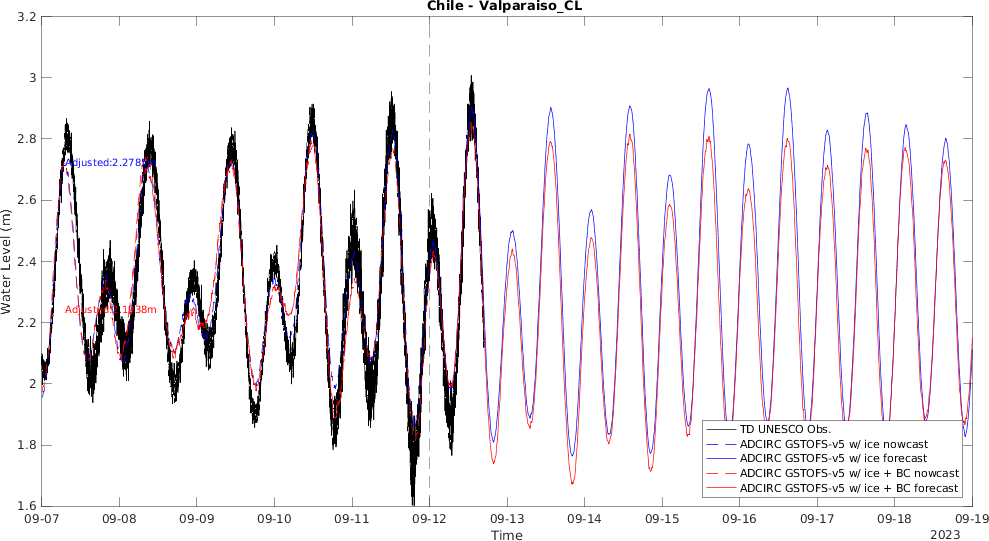 Chile - Valparaiso_CL
3.2
3
2.8
2.6
2.4
2.2
2
1.8
1.6
Water Level (m)
TD UNESCO Obs.
ADCIRC GSTOFS-v5 w/ ice nowcast
ADCIRC GSTOFS-v5 w/ ice forecast
ADCIRC GSTOFS-v5 w/ ice + BC nowcast
ADCIRC GSTOFS-v5 w/ ice + BC forecast
09-07 09-08 09-09 09-10 09-11 09-12 09-13 09-14 09-15 09-16 09-17 09-18 09-19
Time
2023